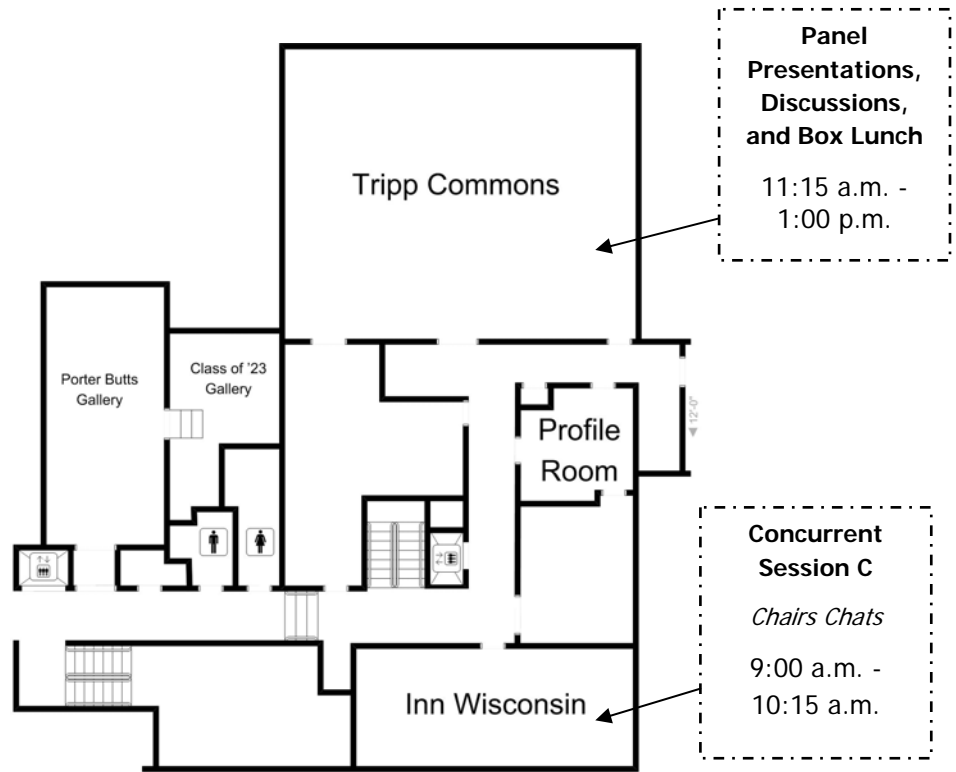 Panel
Presentations,
Discussions,
and Box Lunch
11:15 a.m. -
1:00 p.m.
Tripp Commons
Porter Butts
Gallery
Class of '23
Gallery
Profile
Room
12'-0"
Concurrent
Session C
Chairs Chats
9:00 a.m. -
10:15 a.m.
Inn Wisconsin